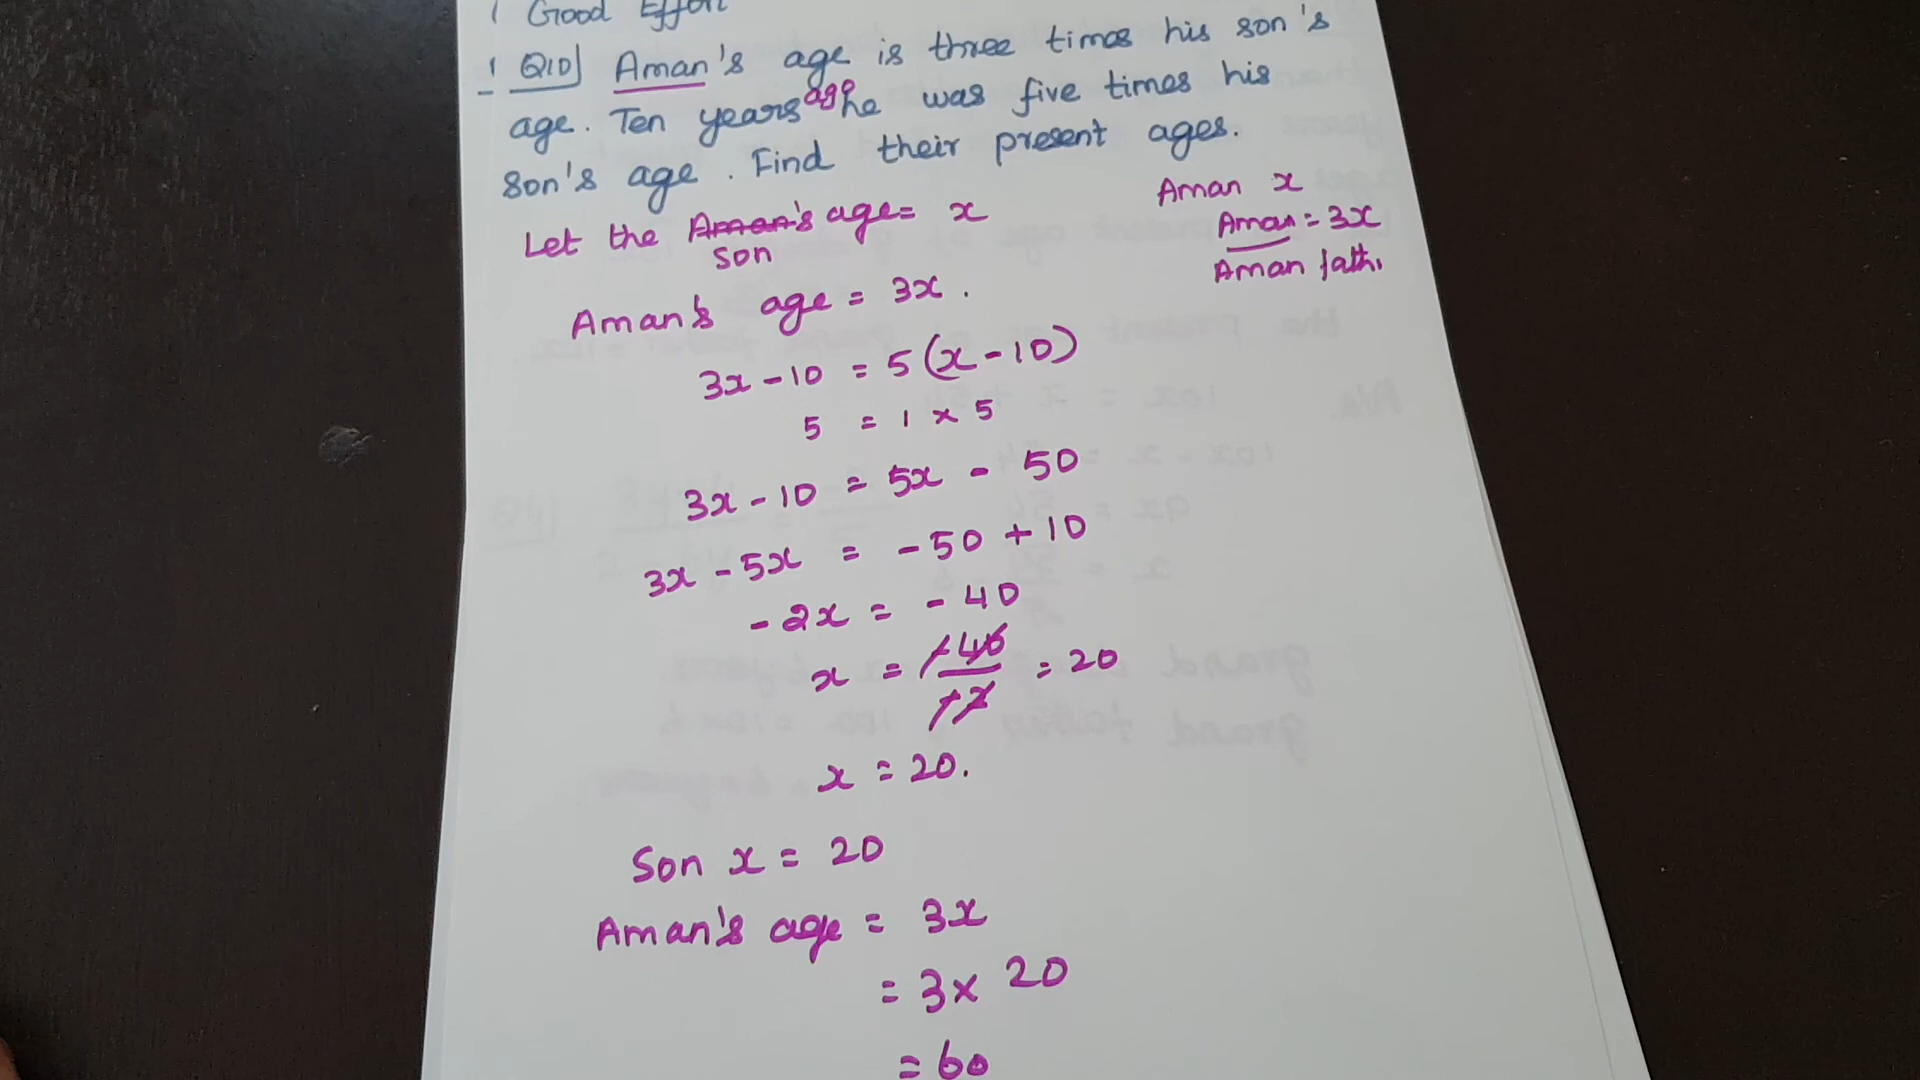 Good Effort
Q10] Aman's age is three times his son's
age. Ten years ago he was five times his
son's age. Find their present ages.
Let the Aman's age = x
son
Aman x
Aman = 3x
Aman fath.
Aman's age = 3x.
3x - 10 = 5(x - 10)
5 = 1 × 5
3x - 10 = 5x - 50
3x - 5x = - 50 + 10
- 2x = - 40
x = -40/-2 = 20
x = 20.
Son x = 20
Aman's age = 3x
= 3 x 20
= 60